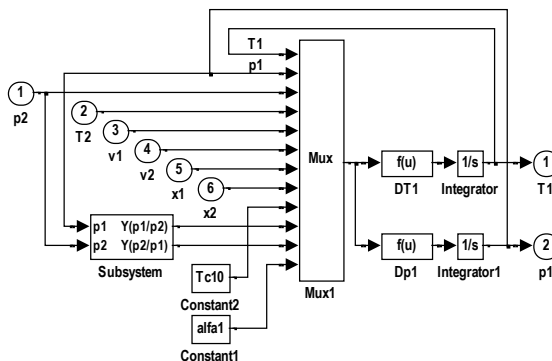 T1
p1
1
p2
2
T2
3
v1
4
v2
5
x1
6
x2
Mux
Mux1
f(u)
DT1
1/s
Integrator
1
T1
p1 Y(p1/p2)
p2 Y(p2/p1)
Subsystem
f(u)
Dp1
1/s
Integrator1
2
p1
Tc10
Constant2
alfa1
Constant1